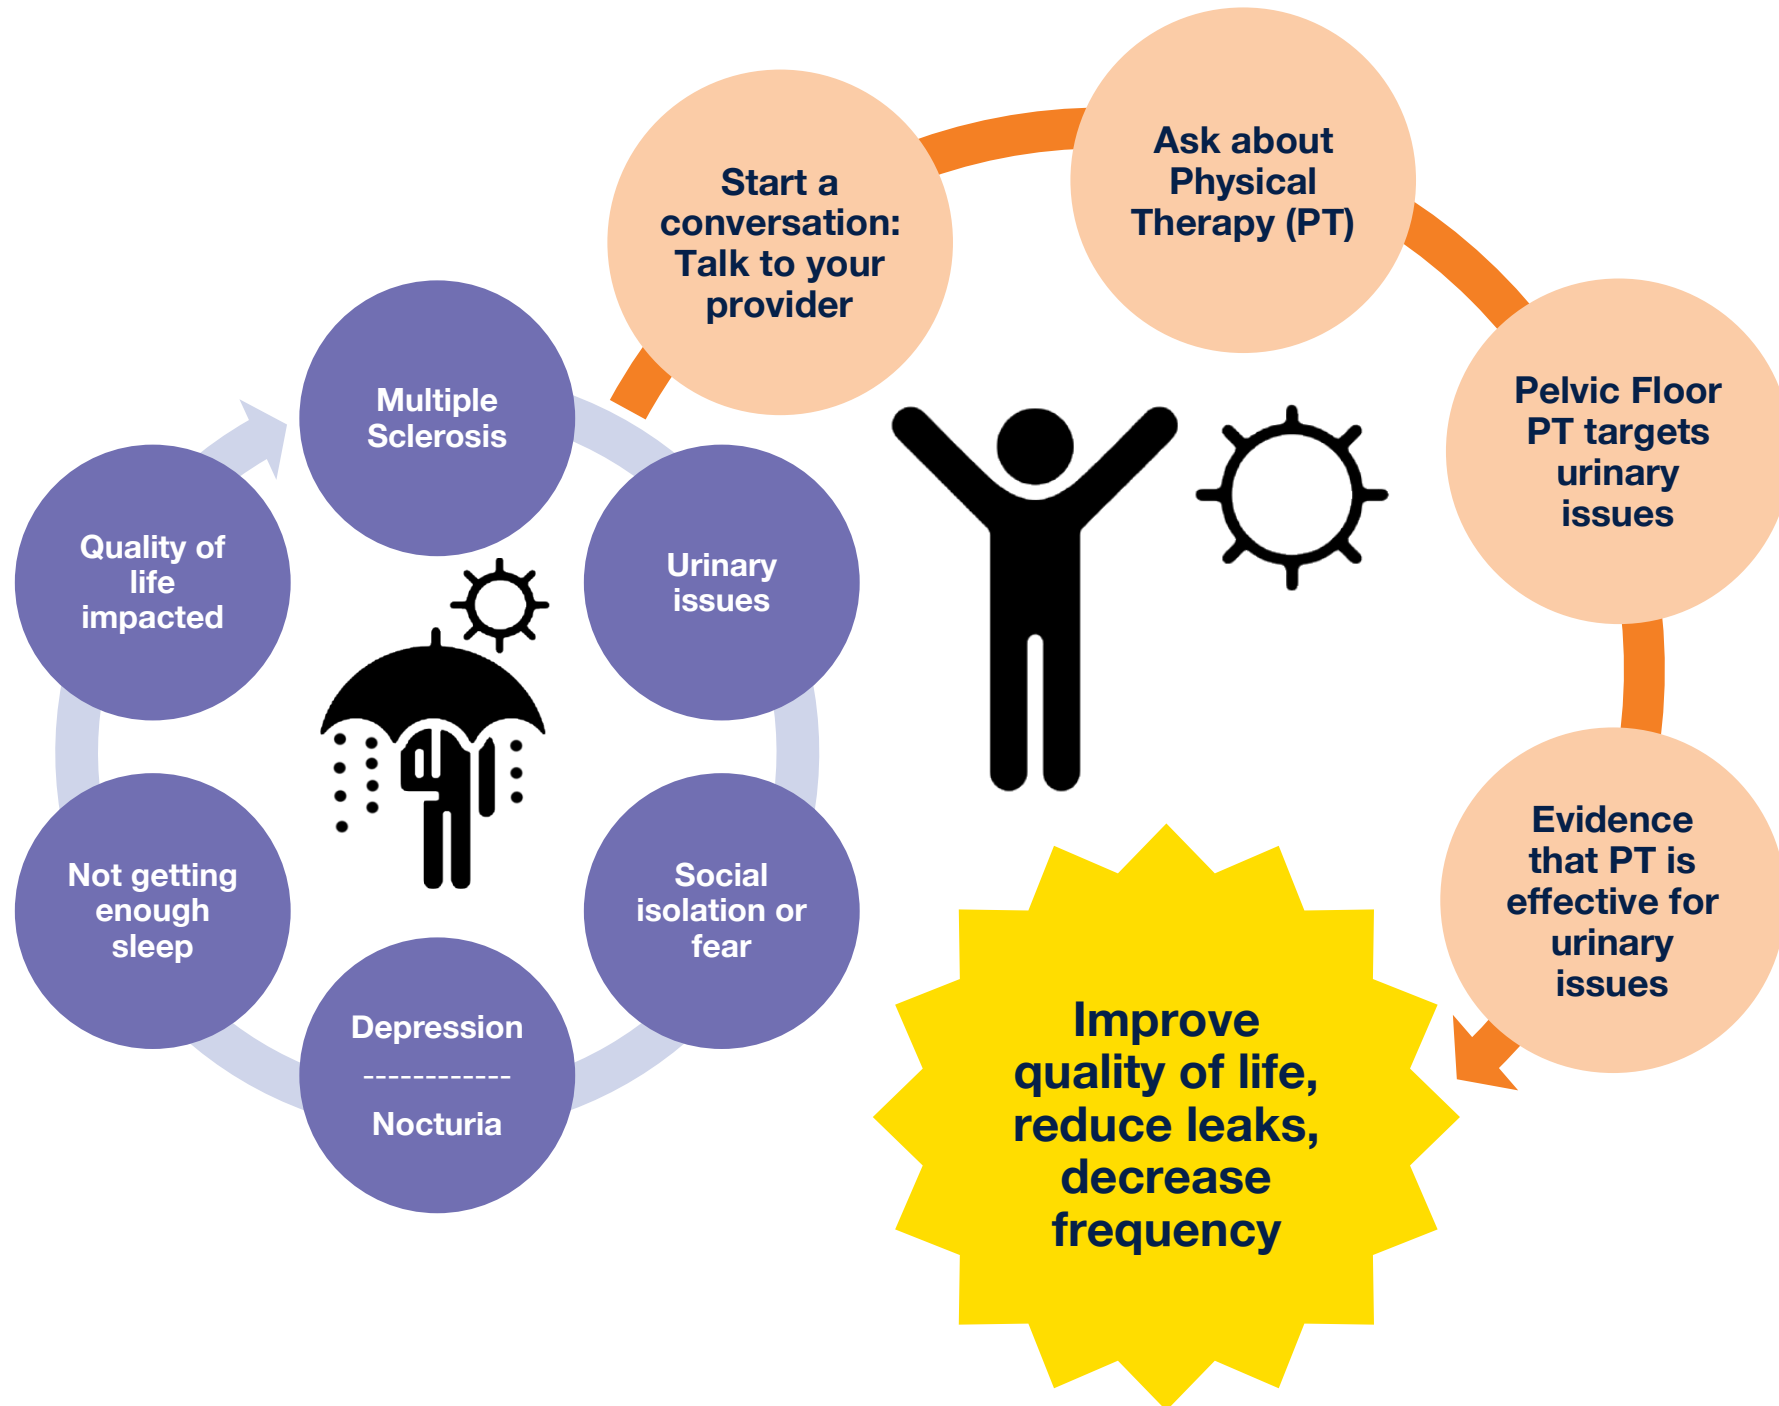 Multiple
Sclerosis
Urinary
issues
Social
isolation or
fear
Depression
------------
Nocturia
Not getting
enough
sleep
Quality of
life
impacted
Start a
conversation:
Talk to your
provider
Ask about
Physical
Therapy (PT)
Pelvic Floor
PT targets
urinary
issues
Evidence
that PT is
effective for
urinary
issues
Improve
quality of life,
reduce leaks,
decrease
frequency